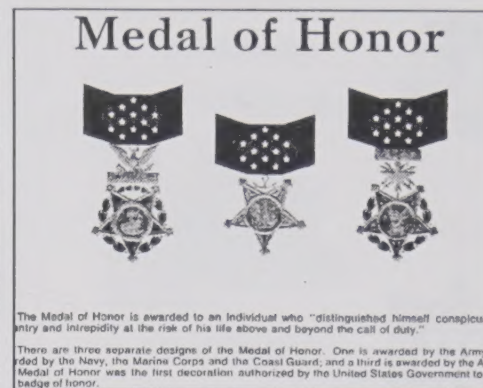 Medal of Honor
The Medal of Honor is awarded to an individual who "distinguished himself conspicu
ntry and intrepidity at the risk of his life above and beyond the call of duty."
There are three separate designs of the Medal of Honor. One is awarded by the Army
rded by the Navy, the Marine Corps and the Coast Guard; and a third is awarded by the A
Medal of Honor was the first decoration authorized by the United States Government to
badge of honor.